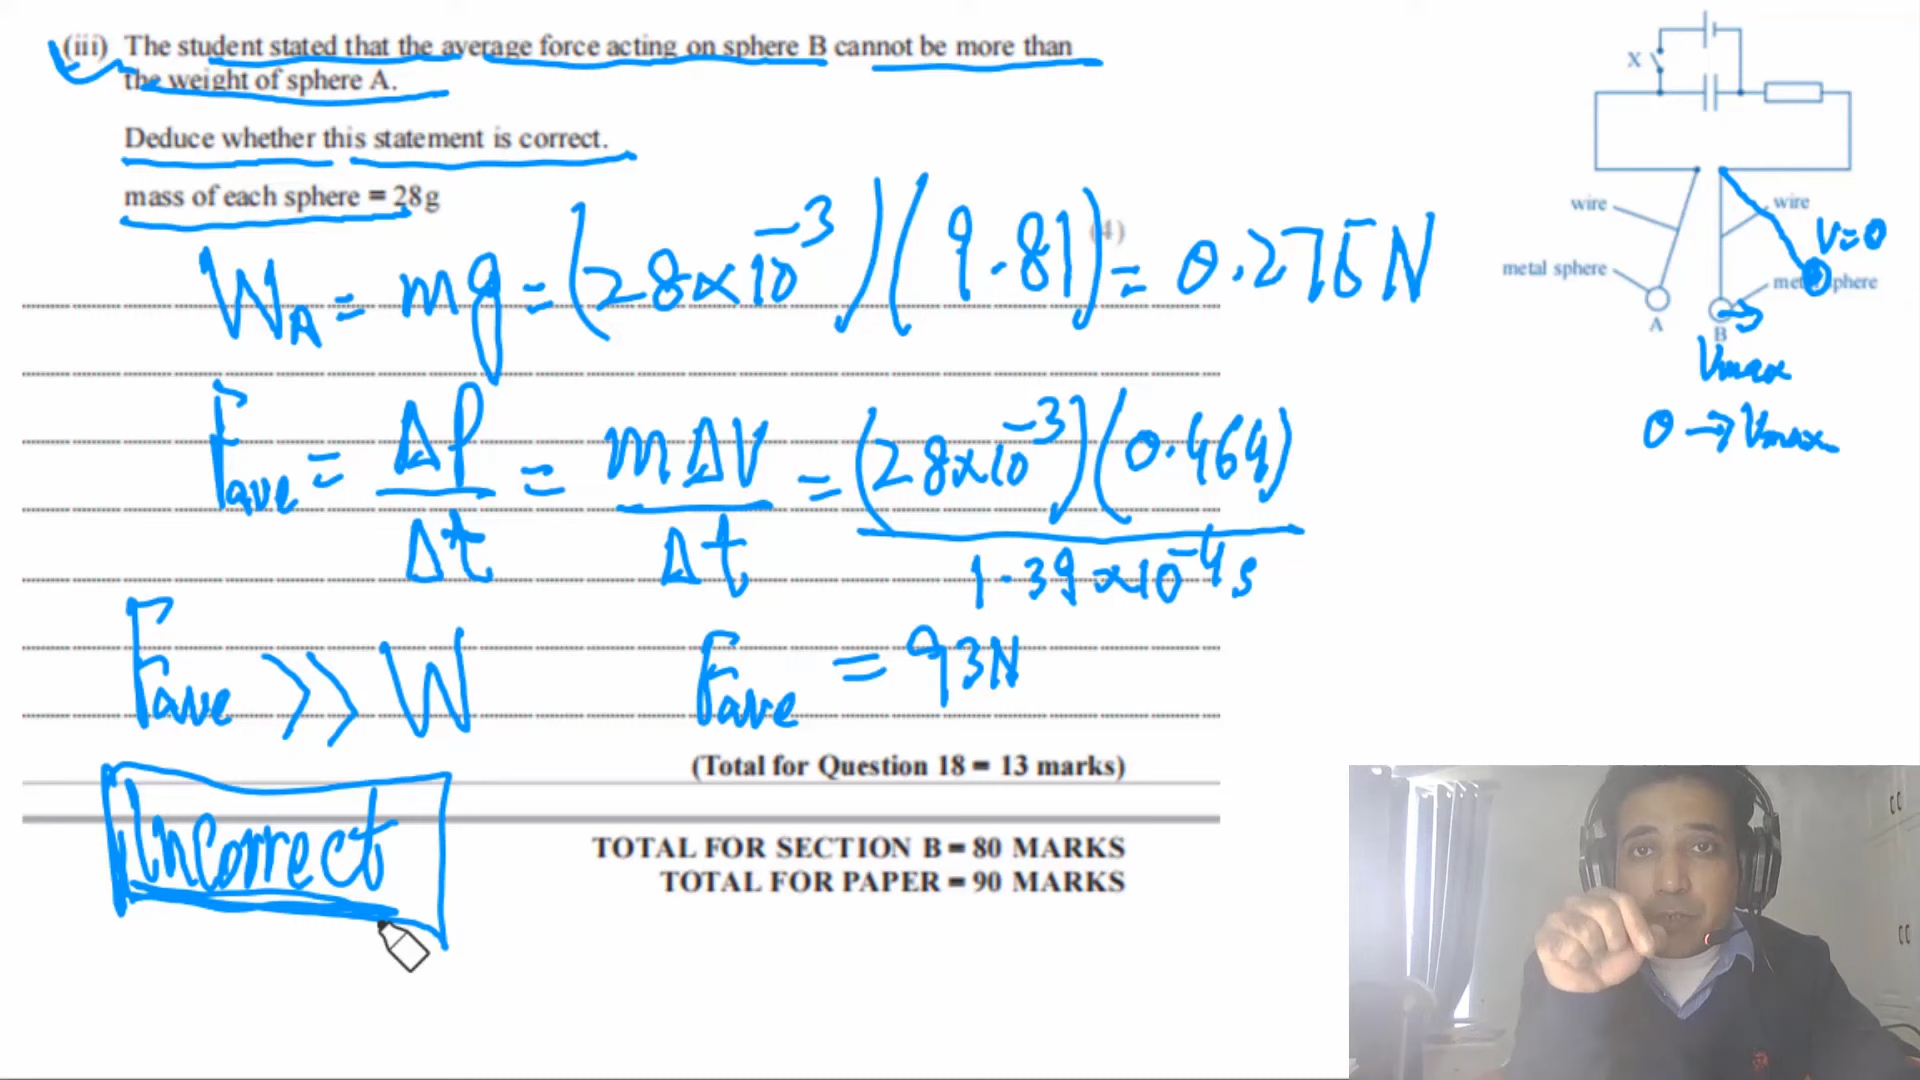 (iii) The student stated that the average force acting on sphere B cannot be more than
the weight of sphere A.
Deduce whether this statement is correct.
mass of each sphere = 28g
(4)
W_A = mg = (28×10⁻³)(9.81) = 0.275N
F_ave = ΔP/Δt = mΔV/Δt = (28×10⁻³)(0.464)/1.39×10⁻⁴s
F_ave >> W
F_ave = 93N
(Total for Question 18 = 13 marks)
Incorrect
TOTAL FOR SECTION B = 80 MARKS
TOTAL FOR PAPER = 90 MARKS
X
wire
wire
V=0
metal sphere
metal sphere
A
B
Vmax
0 → Vmax